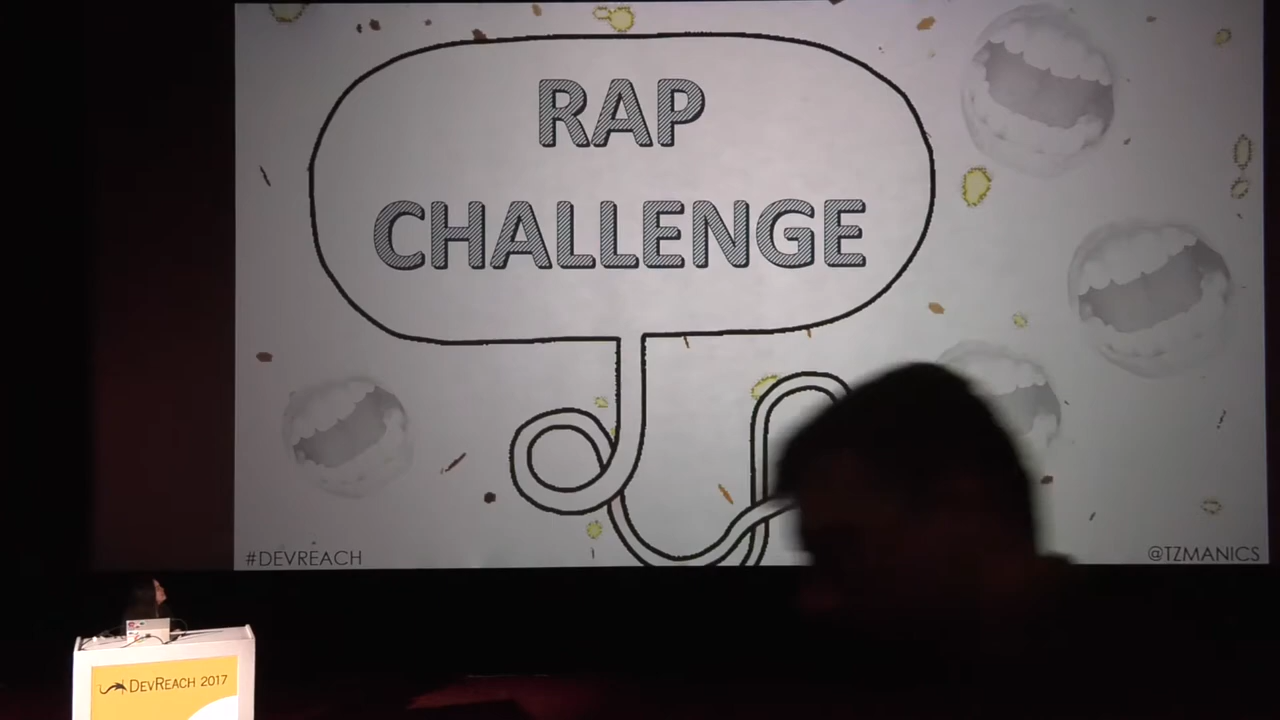 RAP
CHALLENGE
#DEVREACH
@TZMANICS
DEVREACH 2017